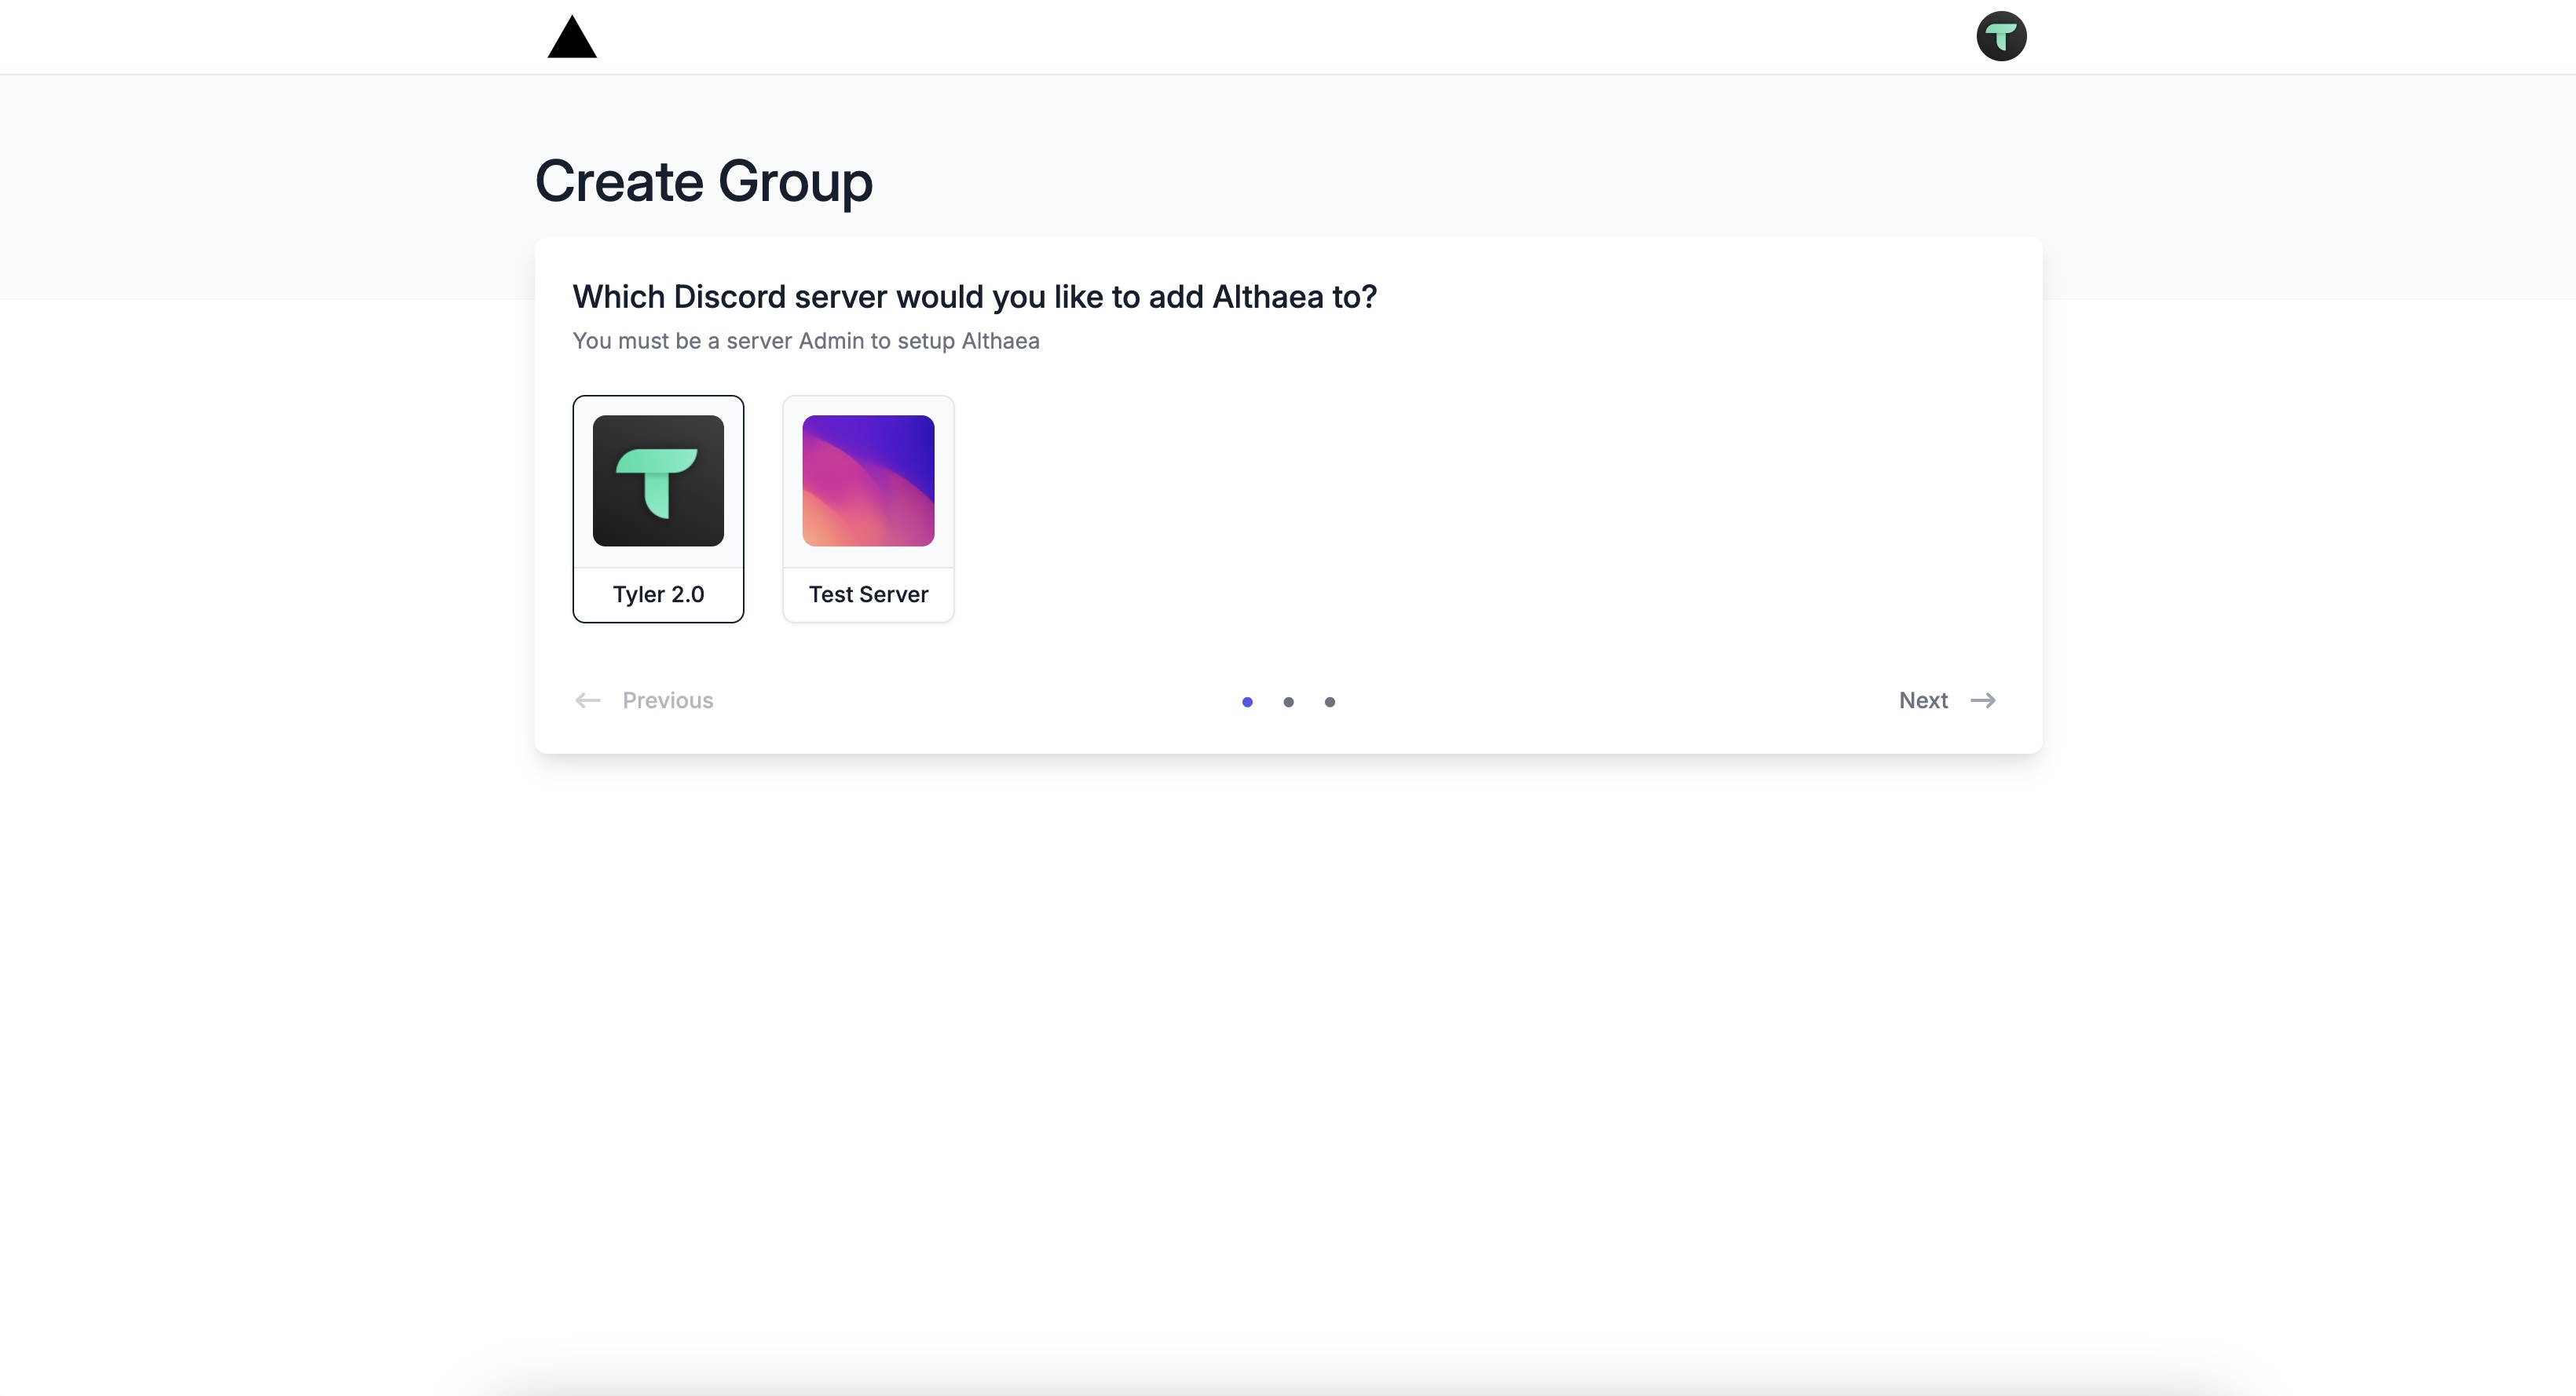 Create Group
Which Discord server would you like to add Althaea to?
You must be a server Admin to setup Althaea
Tyler 2.0
Test Server
Previous
Next